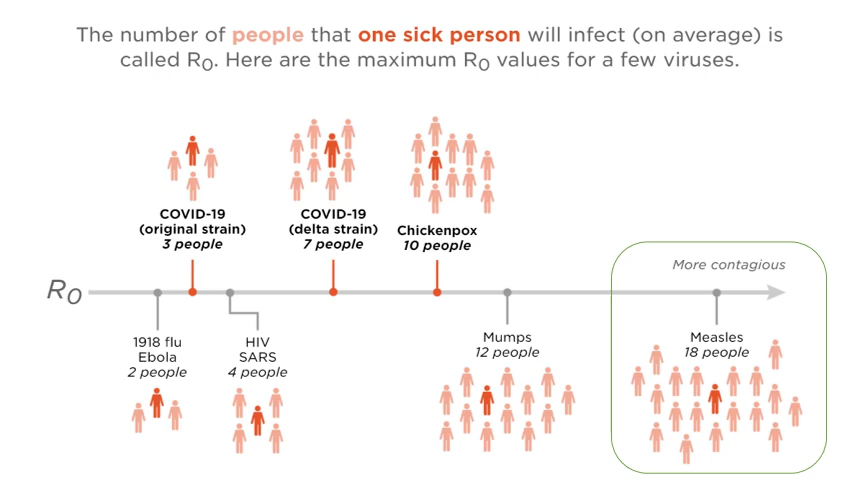 The number of people that one sick person will infect (on average) is
called R0. Here are the maximum R0 values for a few viruses.
COVID-19
(original strain)
3 people
COVID-19
(delta strain)
7 people
Chickenpox
10 people
More contagious
R0
1918 flu
Ebola
2 people
HIV
SARS
4 people
Mumps
12 people
Measles
18 people